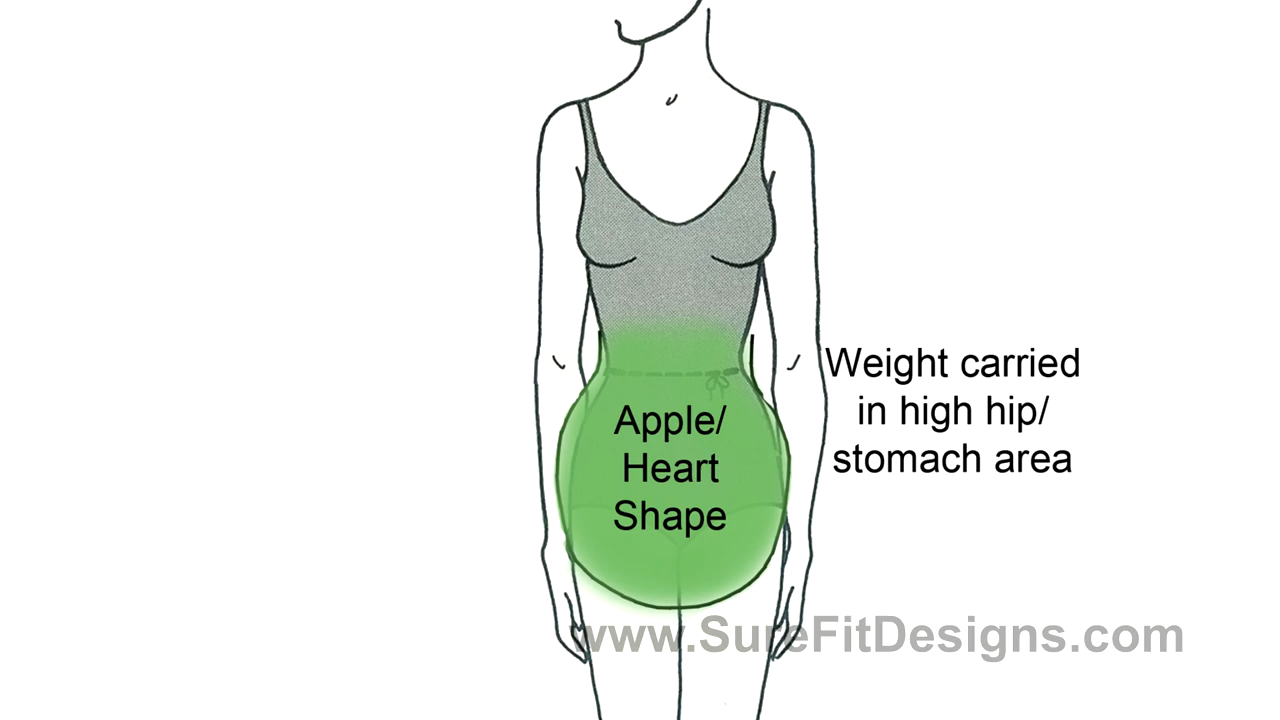 Weight carried
in high hip/
stomach area
Apple/
Heart
Shape
www.SureFitDesigns.com